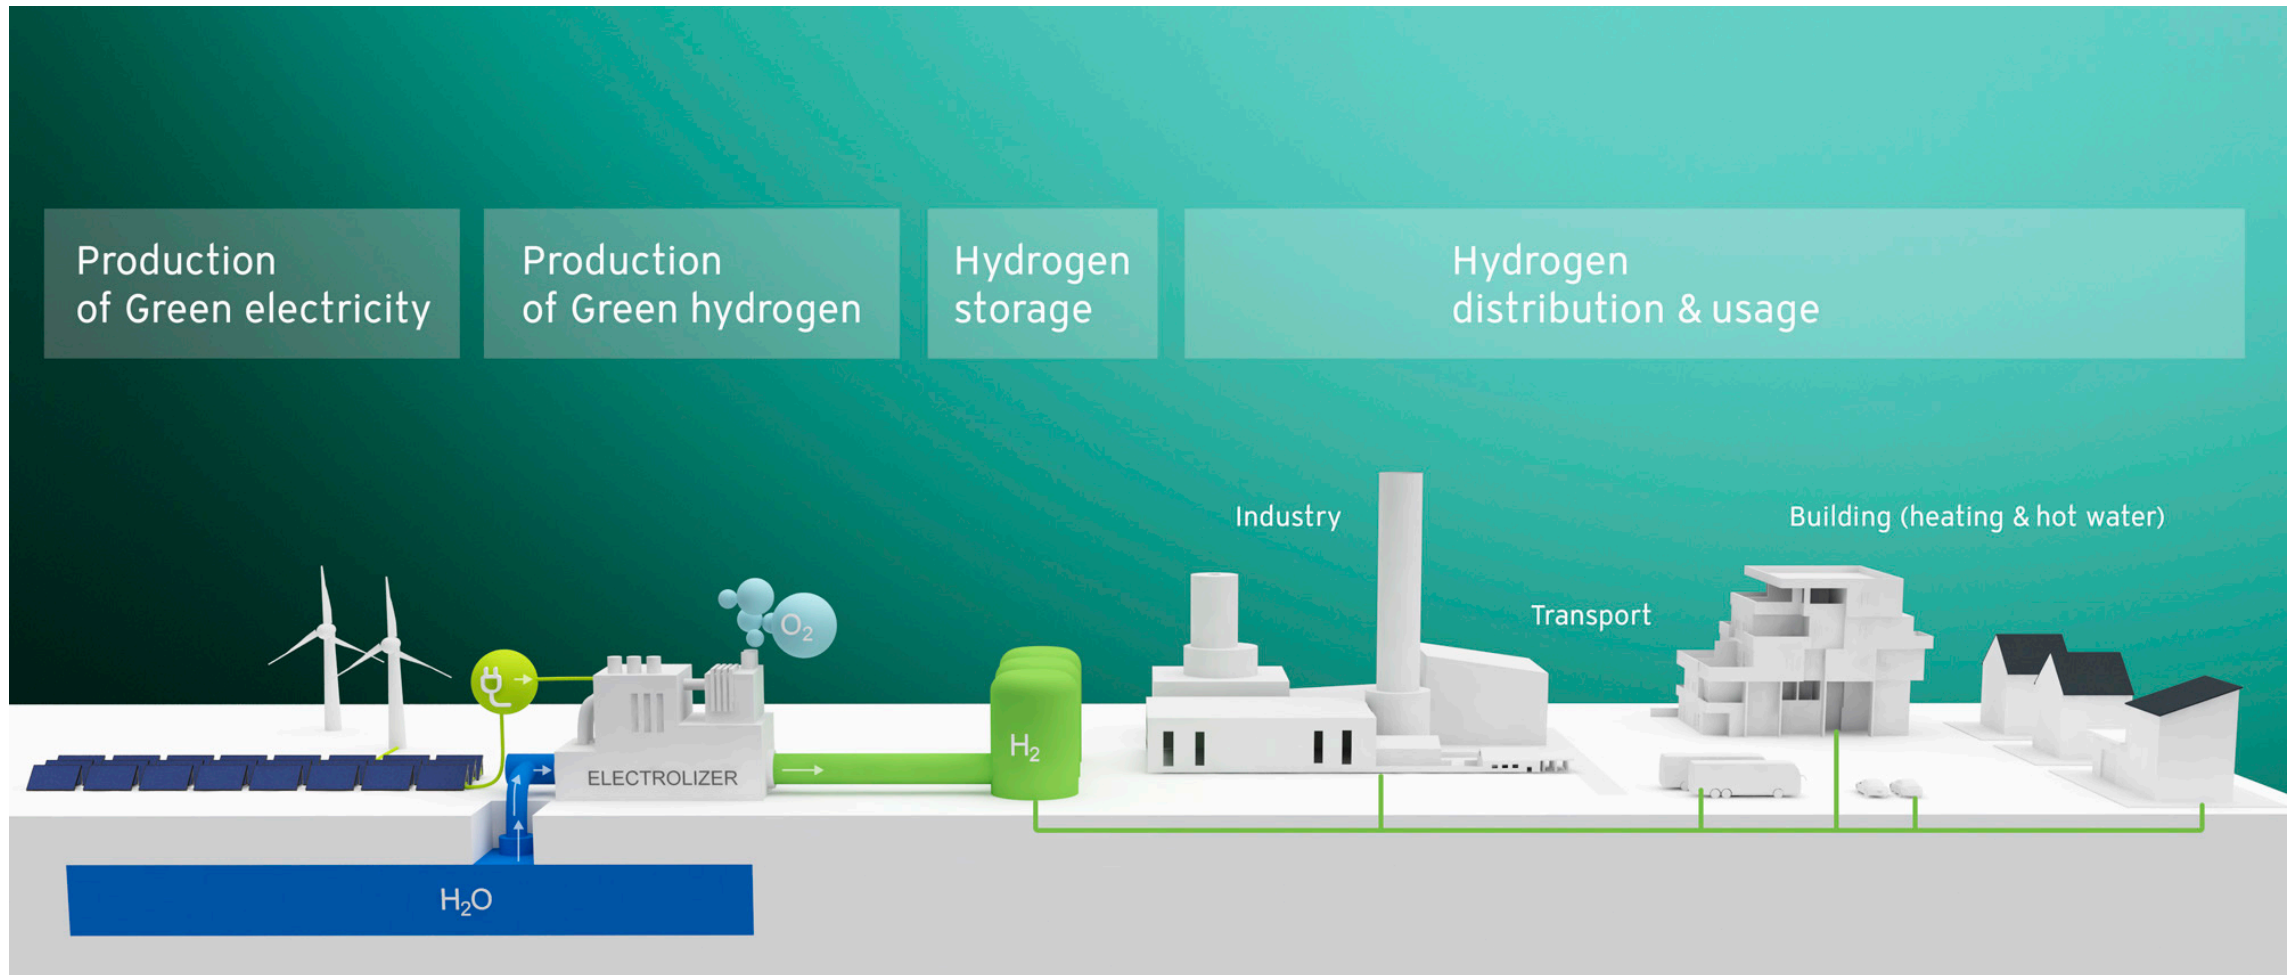 Production
of Green electricity
Production
of Green hydrogen
Hydrogen
storage
Hydrogen
distribution & usage
Industry
Transport
Building (heating & hot water)
O₂
H₂
ELECTROLIZER
H₂O